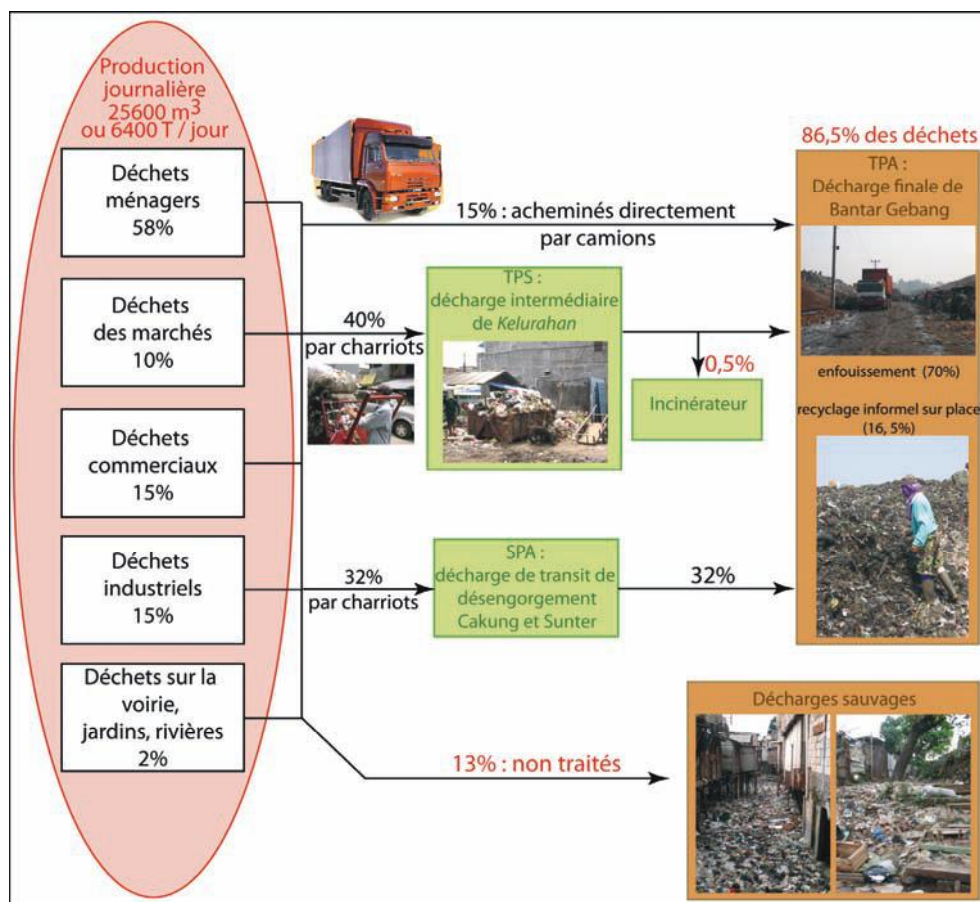 Production
journalière
25600 m3
ou 6400 T / jour
Déchets
ménagers
58%
Déchets
des marchés
10%
Déchets
commerciaux
15%
Déchets
industriels
15%
Déchets sur la
voirie,
jardins, rivières
2%
15% : acheminés directement
par camions
40%
par charriots
TPS :
décharge intermédiaire
de Kelurahan
0,5%
Incinérateur
32%
par charriots
SPA :
décharge de transit de
désengorgement
Cakung et Sunter
32%
13% : non traités
86,5% des déchets
TPA :
Décharge finale de
Bantar Gebang
enfouissement (70%)
recyclage informel sur place
(16, 5%)
Décharges sauvages